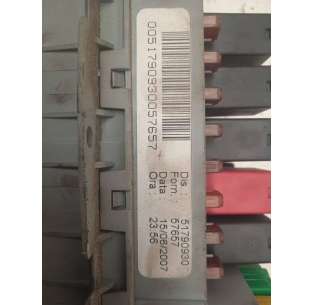 00517909300057657
Dis : 51790930
Forn. : 57657
Data : 15/08/2007
Ora : 23:56